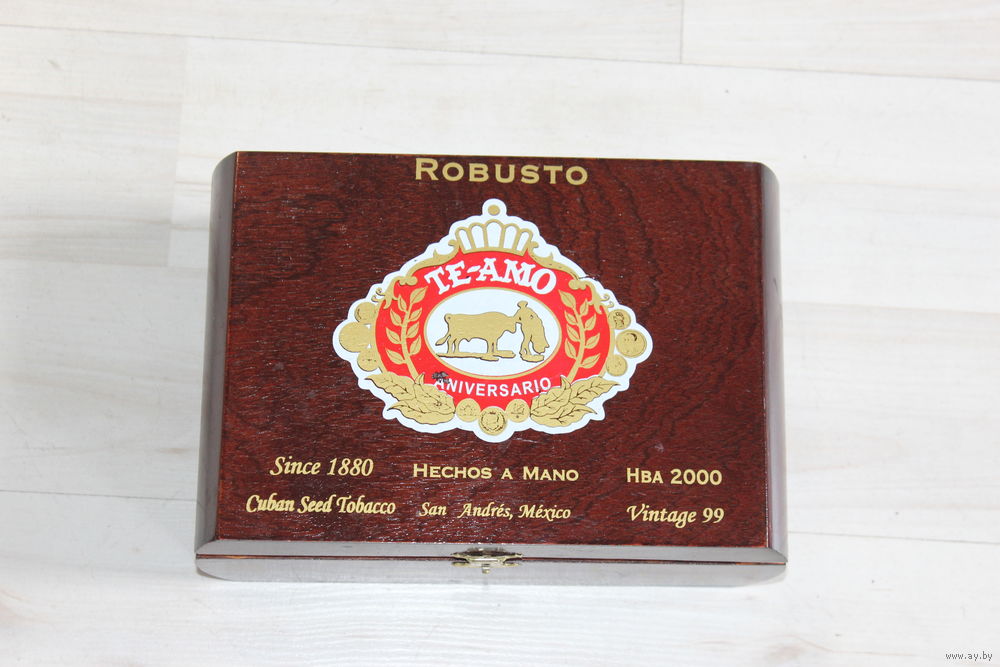 ROBUSTO
TE-AMO
ANIVERSARIO
Since 1880
HECHOS A MANO
HBA 2000
Cuban Seed Tobacco
San Andrés, México
Vintage 99
www.ay.by